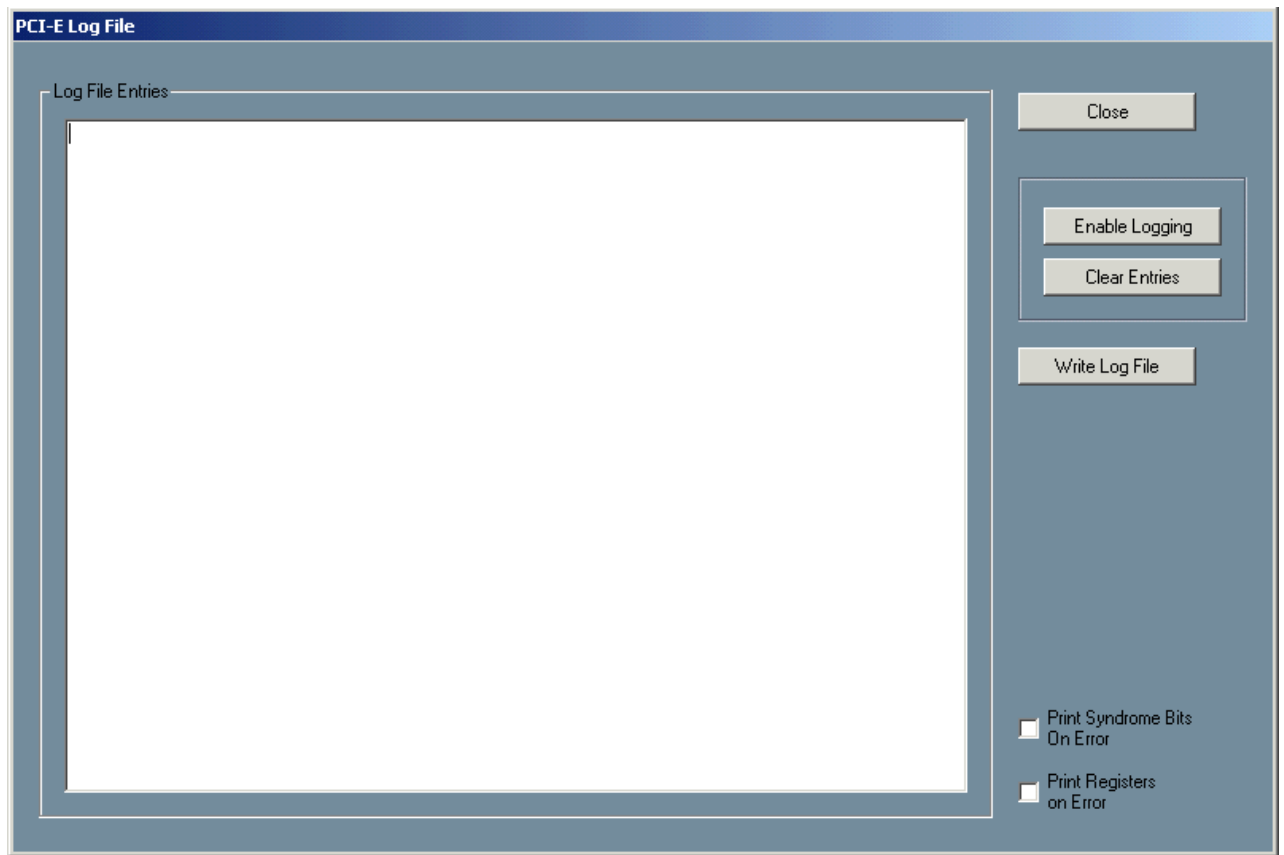 PCI-E Log File
Log File Entries
Close
Enable Logging
Clear Entries
Write Log File
Print Syndrome Bits
On Error
Print Registers
on Error